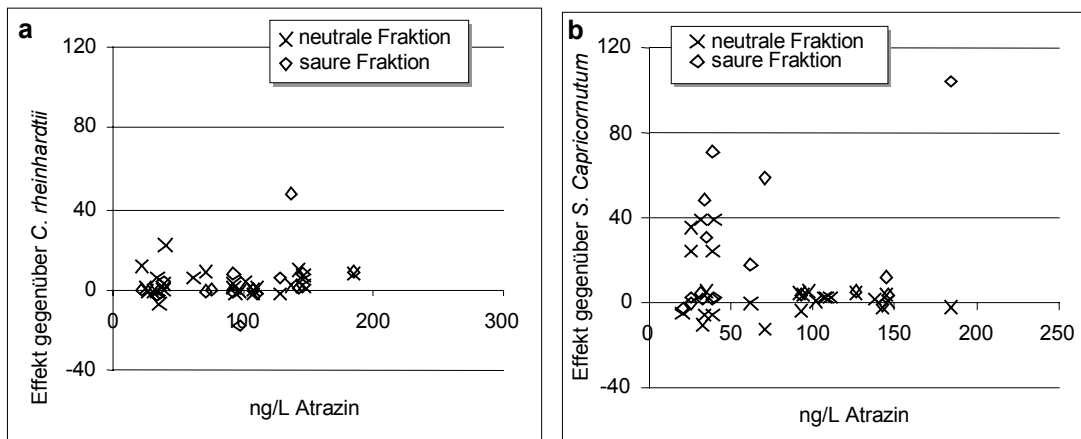 a
neutrale Fraktion
saure Fraktion
120
80
40
0
-40
0
100
200
300
Effekt gegenüber C. rheinhardtii
ng/L Atrazin
b
neutrale Fraktion
saure Fraktion
120
80
40
0
-40
0
50
100
150
200
250
Effekt gegenüber S. Capricornutum
ng/L Atrazin